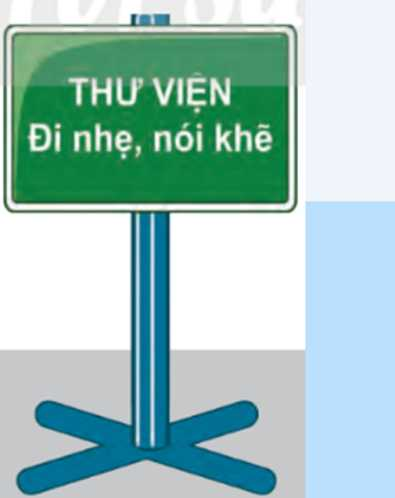 THƯ VIỆN
Đi nhẹ, nói khẽ